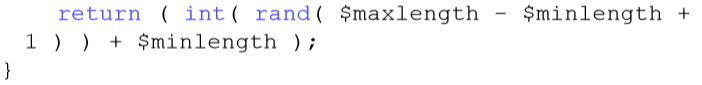 return ( int( rand( $maxlength – $minlength +
1 ) ) + $minlength );
}